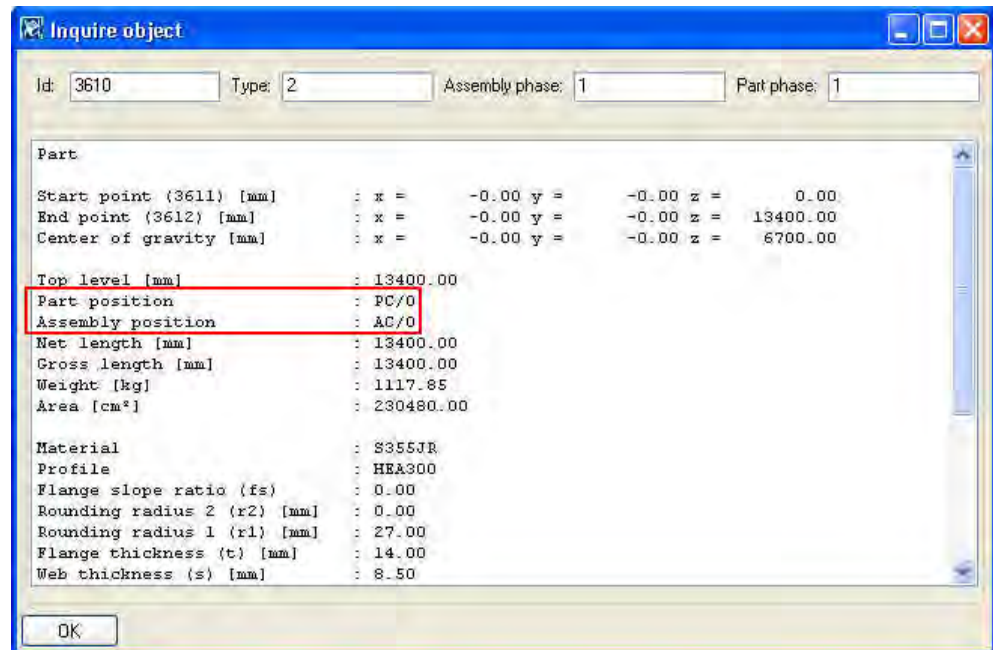 Inquire object
Id: 3610 Type: 2 Assembly phase: 1 Part phase: 1
Part
Start point (3611) [mm] : x = -0.00 y = -0.00 z = 0.00
End point (3612) [mm] : x = -0.00 y = -0.00 z = 13400.00
Center of gravity [mm] : x = -0.00 y = -0.00 z = 6700.00
Top level [mm] : 13400.00
Part position : PC/0
Assembly position : AC/0
Net length [mm] : 13400.00
Gross length [mm] : 13400.00
Weight [kg] : 1117.85
Area [cm²] : 230480.00
Material : S355JR
Profile : HEA300
Flange slope ratio (fs) : 0.00
Rounding radius 2 (r2) [mm] : 0.00
Rounding radius 1 (r1) [mm] : 27.00
Flange thickness (t) [mm] : 14.00
Web thickness (s) [mm] : 8.50
OK